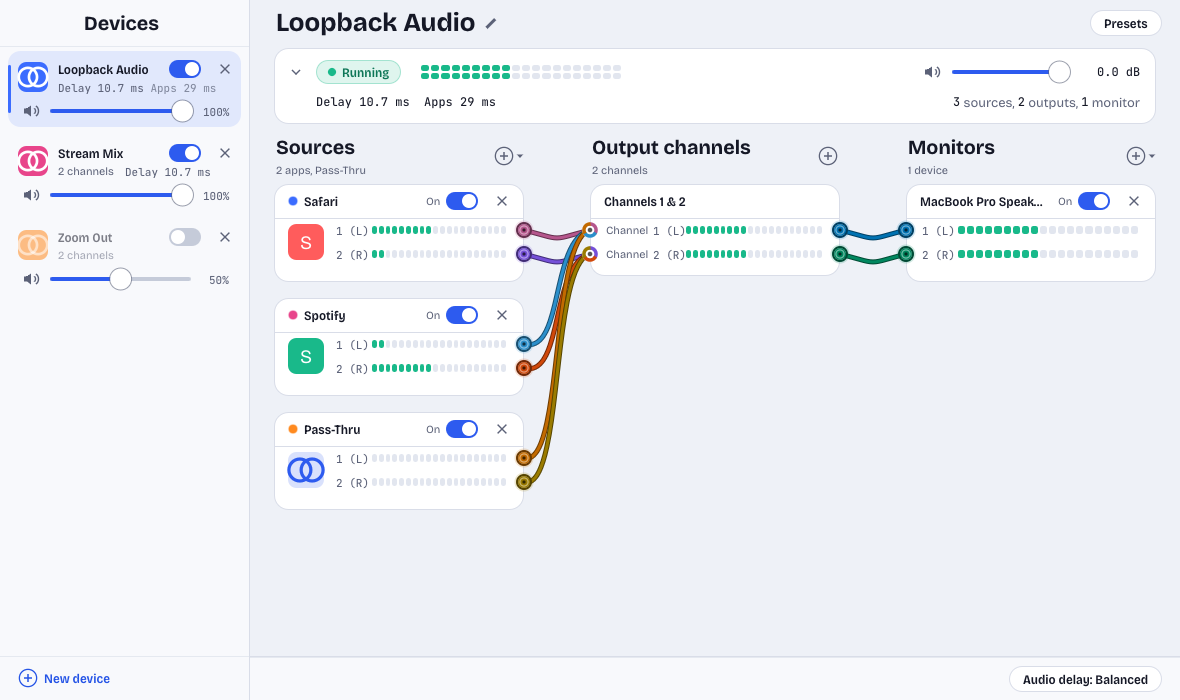 Devices
Loopback Audio
Delay 10.7 ms Apps 29 ms
100%
Stream Mix
2 channels Delay 10.7 ms
100%
Zoom Out
2 channels
50%
New device
Loopback Audio
Presets
Running
0.0 dB
Delay 10.7 ms Apps 29 ms
3 sources, 2 outputs, 1 monitor
Sources
2 apps, Pass-Thru
Safari On
S
1 (L)
2 (R)
Spotify On
S
1 (L)
2 (R)
Pass-Thru On
1 (L)
2 (R)
Output channels
2 channels
Channels 1 & 2
Channel 1 (L)
Channel 2 (R)
Monitors
1 device
MacBook Pro Speak... On
1 (L)
2 (R)
Audio delay: Balanced